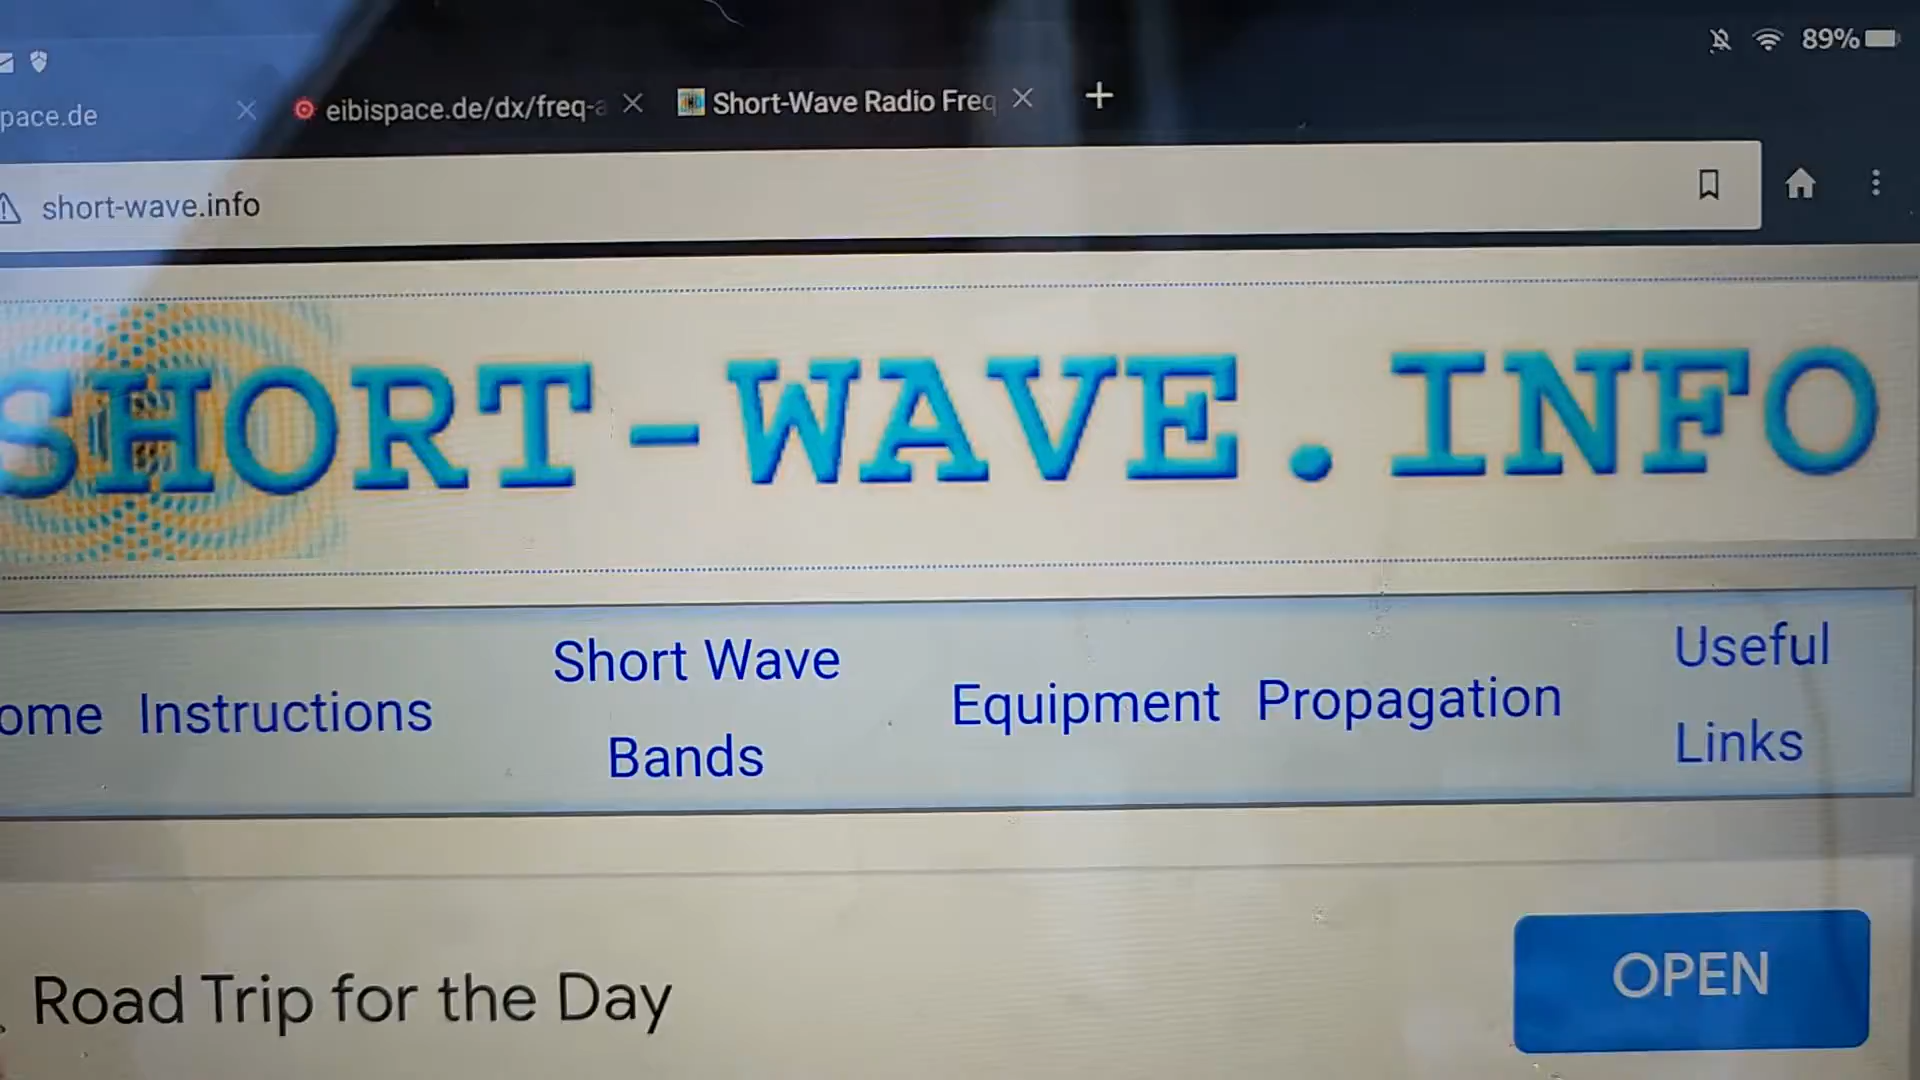 89%
pace.de
eibispace.de/dx/freq-a
Short-Wave Radio Freq
short-wave.info
SHORT-WAVE.INFO
ome
Instructions
Short Wave
Bands
Equipment
Propagation
Useful
Links
Road Trip for the Day
OPEN